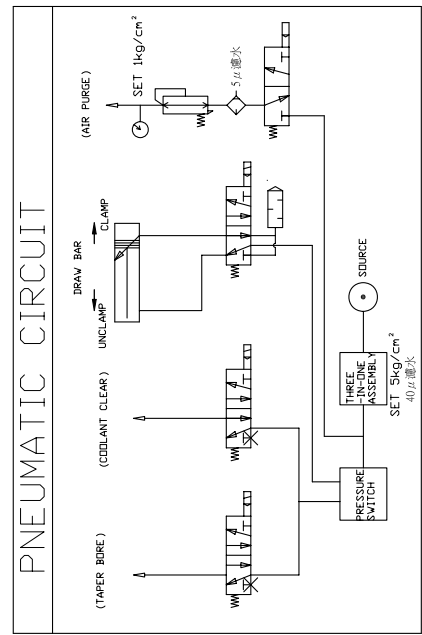 PNEUMATIC CIRCUIT
(TAPER BORE)
(COOLANT CLEAR)
DRAW BAR
UNCLAMP
CLAMP
(AIR PURGE)
SET 1kg/cm²
5μ濾水
PRESSURE
SWITCH
THREE
-IN-ONE
ASSEMBLY
SET 5kg/cm²
40μ濾水
SOURCE